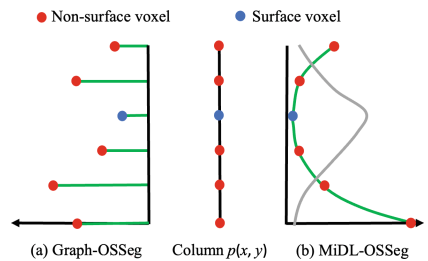 Non-surface voxel
Surface voxel
(a) Graph-OSSeg
Column p(x, y)
(b) MiDL-OSSeg